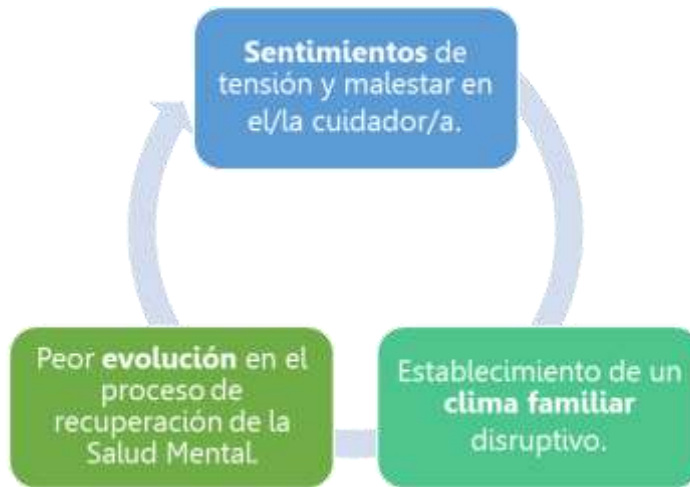 Sentimientos de
tensión y malestar en
el/la cuidador/a.
Establecimiento de un
clima familiar
disruptivo.
Peor evolución en el
proceso de
recuperación de la
Salud Mental.